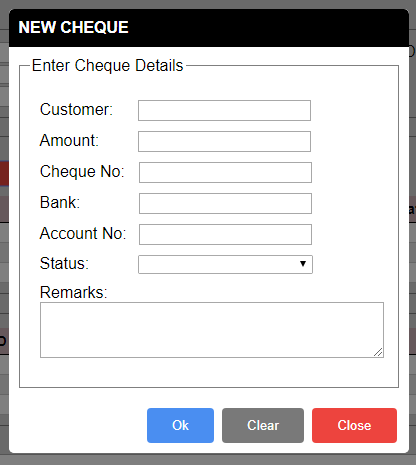 NEW CHEQUE
Enter Cheque Details
Customer:
Amount:
Cheque No:
Bank:
Account No:
Status:
Remarks:
Ok Clear Close